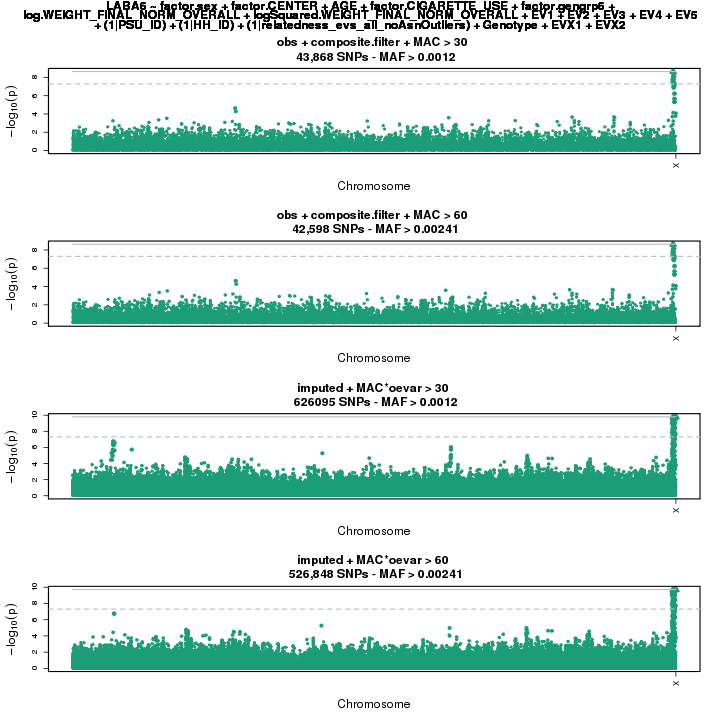 LABA6 ~ factor.sex + factor.CENTER + AGE + factor.CIGARETTE_USE + factor.gengrp6 +
log.WEIGHT_FINAL_NORM_OVERALL + logSquared.WEIGHT_FINAL_NORM_OVERALL + EV1 + EV2 + EV3 + EV4 + EV5
+ (1|PSU_ID) + (1|HH_ID) + (1|relatedness_evs_all_noAsnOutliers) + Genotype + EVX1 + EVX2
obs + composite.filter + MAC > 30
43,868 SNPs - MAF > 0.0012
8
6
4
2
0
−log10(p)
X
Chromosome
obs + composite.filter + MAC > 60
42,598 SNPs - MAF > 0.00241
8
6
4
2
0
−log10(p)
X
Chromosome
imputed + MAC*oevar > 30
626095 SNPs - MAF > 0.0012
10
8
6
4
2
0
−log10(p)
X
Chromosome
imputed + MAC*oevar > 60
526,848 SNPs - MAF > 0.00241
10
8
6
4
2
0
−log10(p)
X
Chromosome